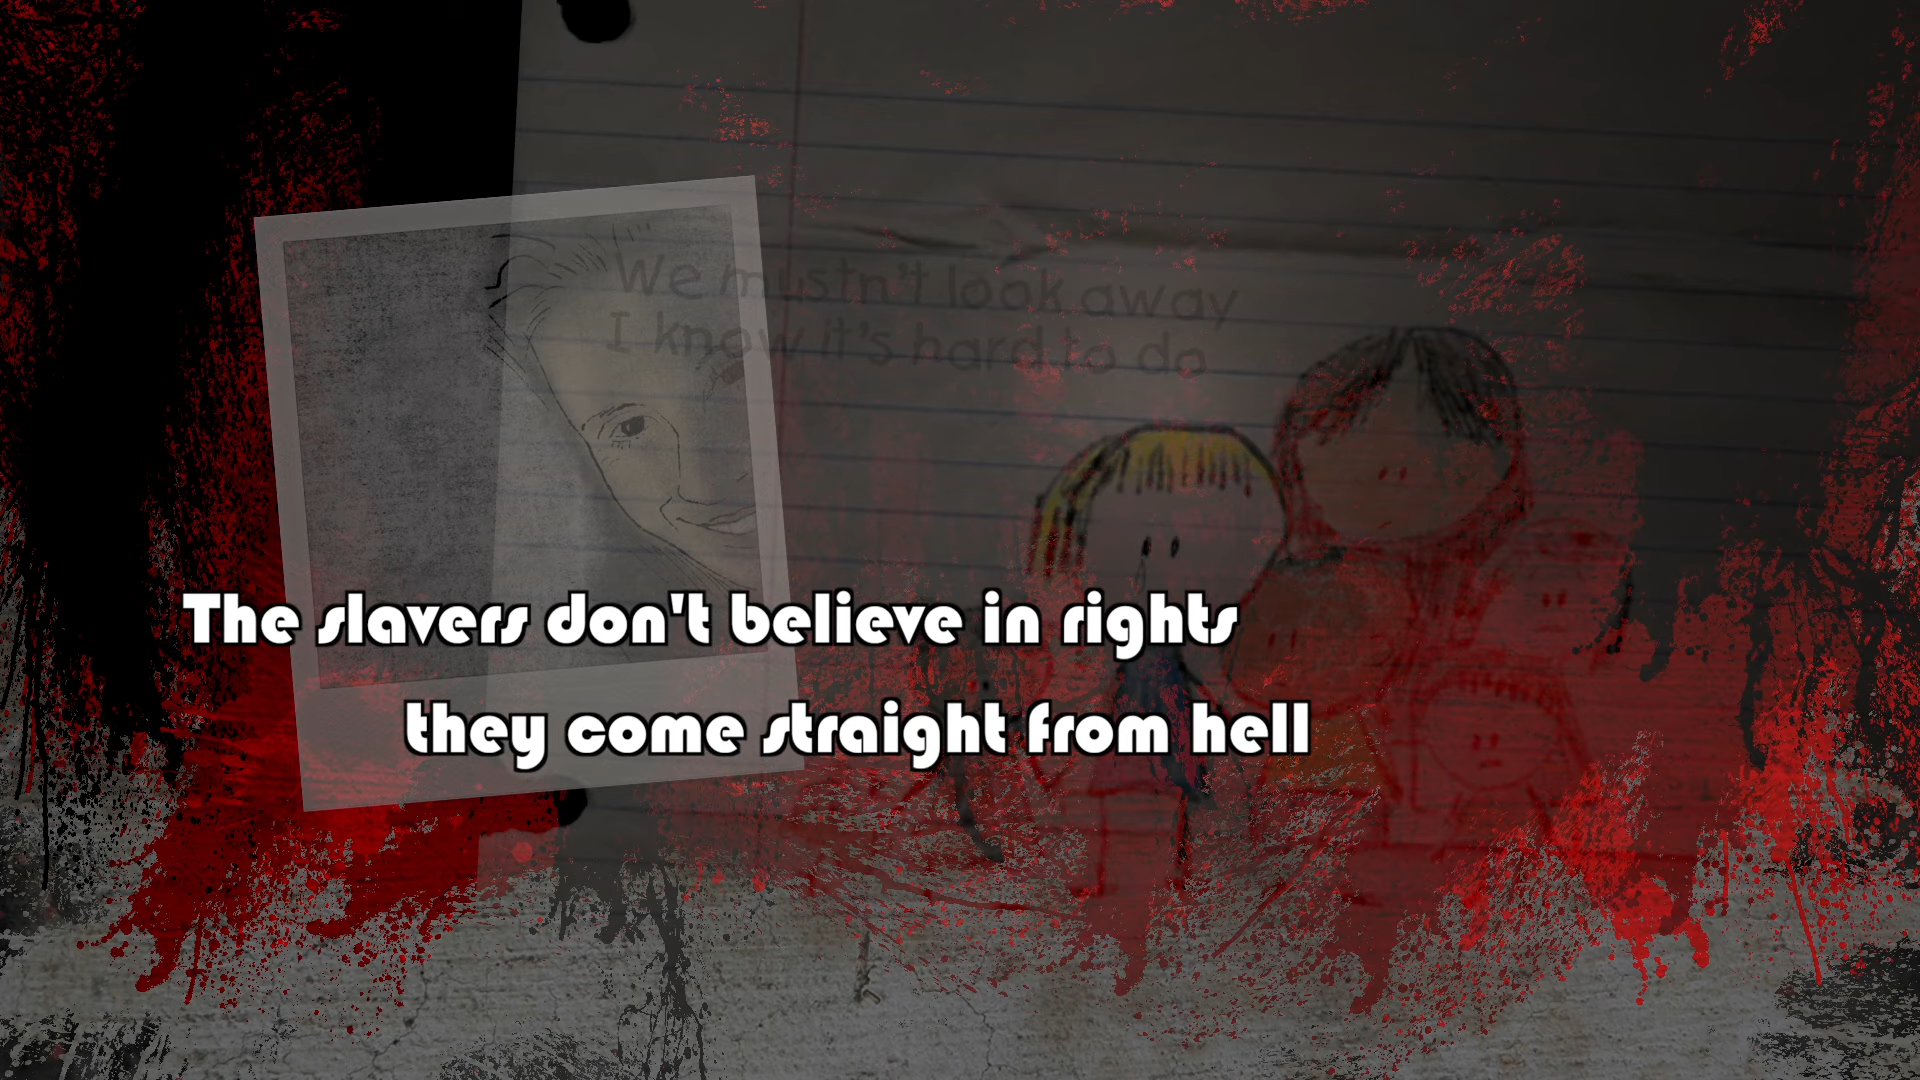 We mustn't look away
I know it's hard to do
The slavers don't believe in rights
they come straight from hell